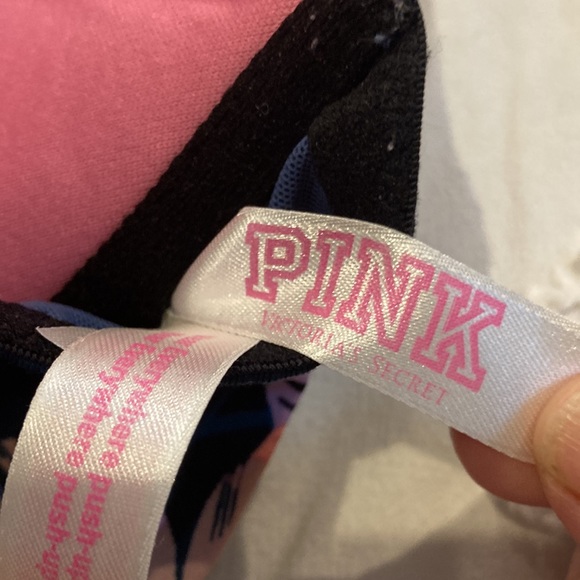 PINK
VICTORIA'S SECRET
wear everywhere push-up
wear everywhere push-up